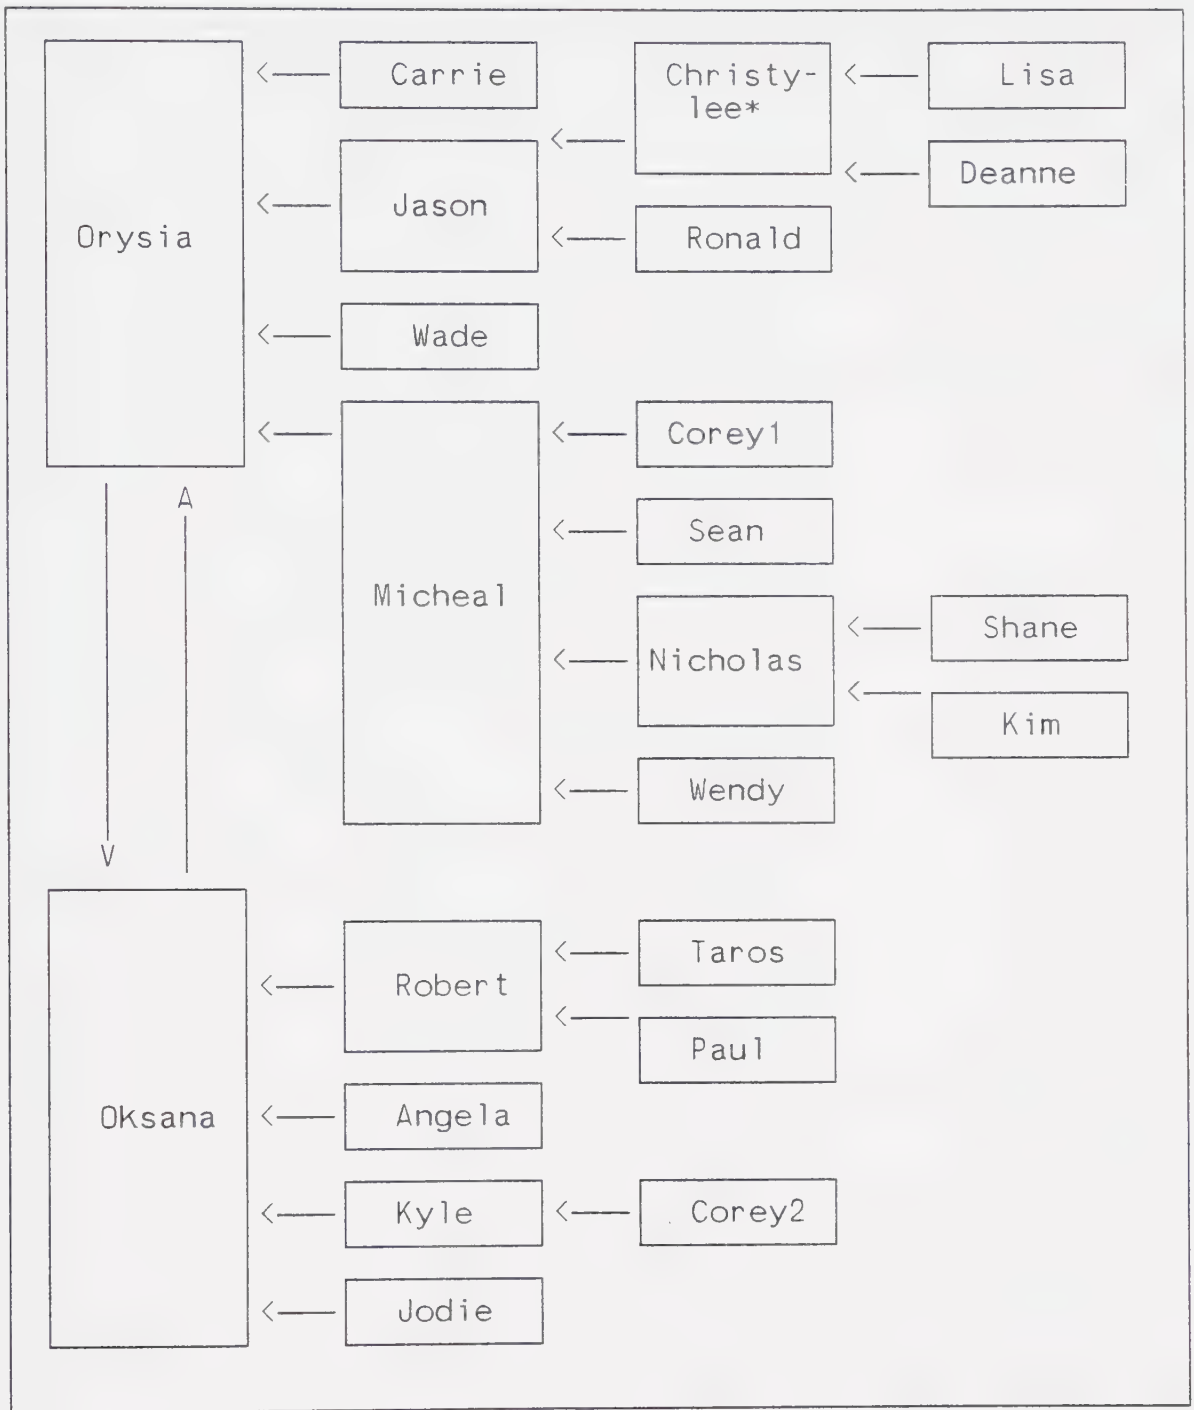 Carrie
Christy-
lee*
Lisa
Deanne
Jason
Orysia
Ronald
Wade
Corey1
Sean
Micheal
Shane
Nicholas
Kim
Wendy
Taros
Robert
Paul
Oksana
Angela
Kyle
Corey2
Jodie